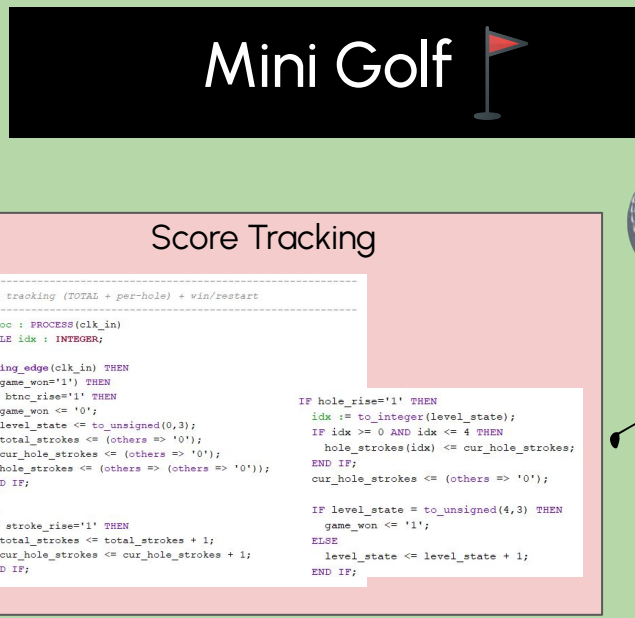 Mini Golf
Score Tracking
tracking (TOTAL + per-hole) + win/restart
oc : PROCESS(clk_in)
LE idx : INTEGER;
ing_edge(clk_in) THEN
game_won='1') THEN
btnc_rise='1' THEN
game_won <= '0';
level_state <= to_unsigned(0,3);
total_strokes <= (others => '0');
cur_hole_strokes <= (others => '0');
hole_strokes <= (others => (others => '0'));
D IF;
stroke_rise='1' THEN
total_strokes <= total_strokes + 1;
cur_hole_strokes <= cur_hole_strokes + 1;
D IF;
IF hole_rise='1' THEN
idx := to_integer(level_state);
IF idx >= 0 AND idx <= 4 THEN
hole_strokes(idx) <= cur_hole_strokes;
END IF;
cur_hole_strokes <= (others => '0');
IF level_state = to_unsigned(4,3) THEN
game_won <= '1';
ELSE
level_state <= level_state + 1;
END IF;